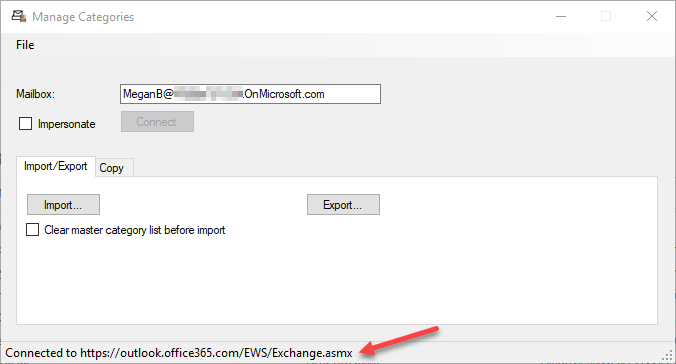 Manage Categories
File
Mailbox:
MeganB@ .OnMicrosoft.com
Impersonate
Connect
Import/Export
Copy
Import...
Export...
Clear master category list before import
Connected to https://outlook.office365.com/EWS/Exchange.asmx